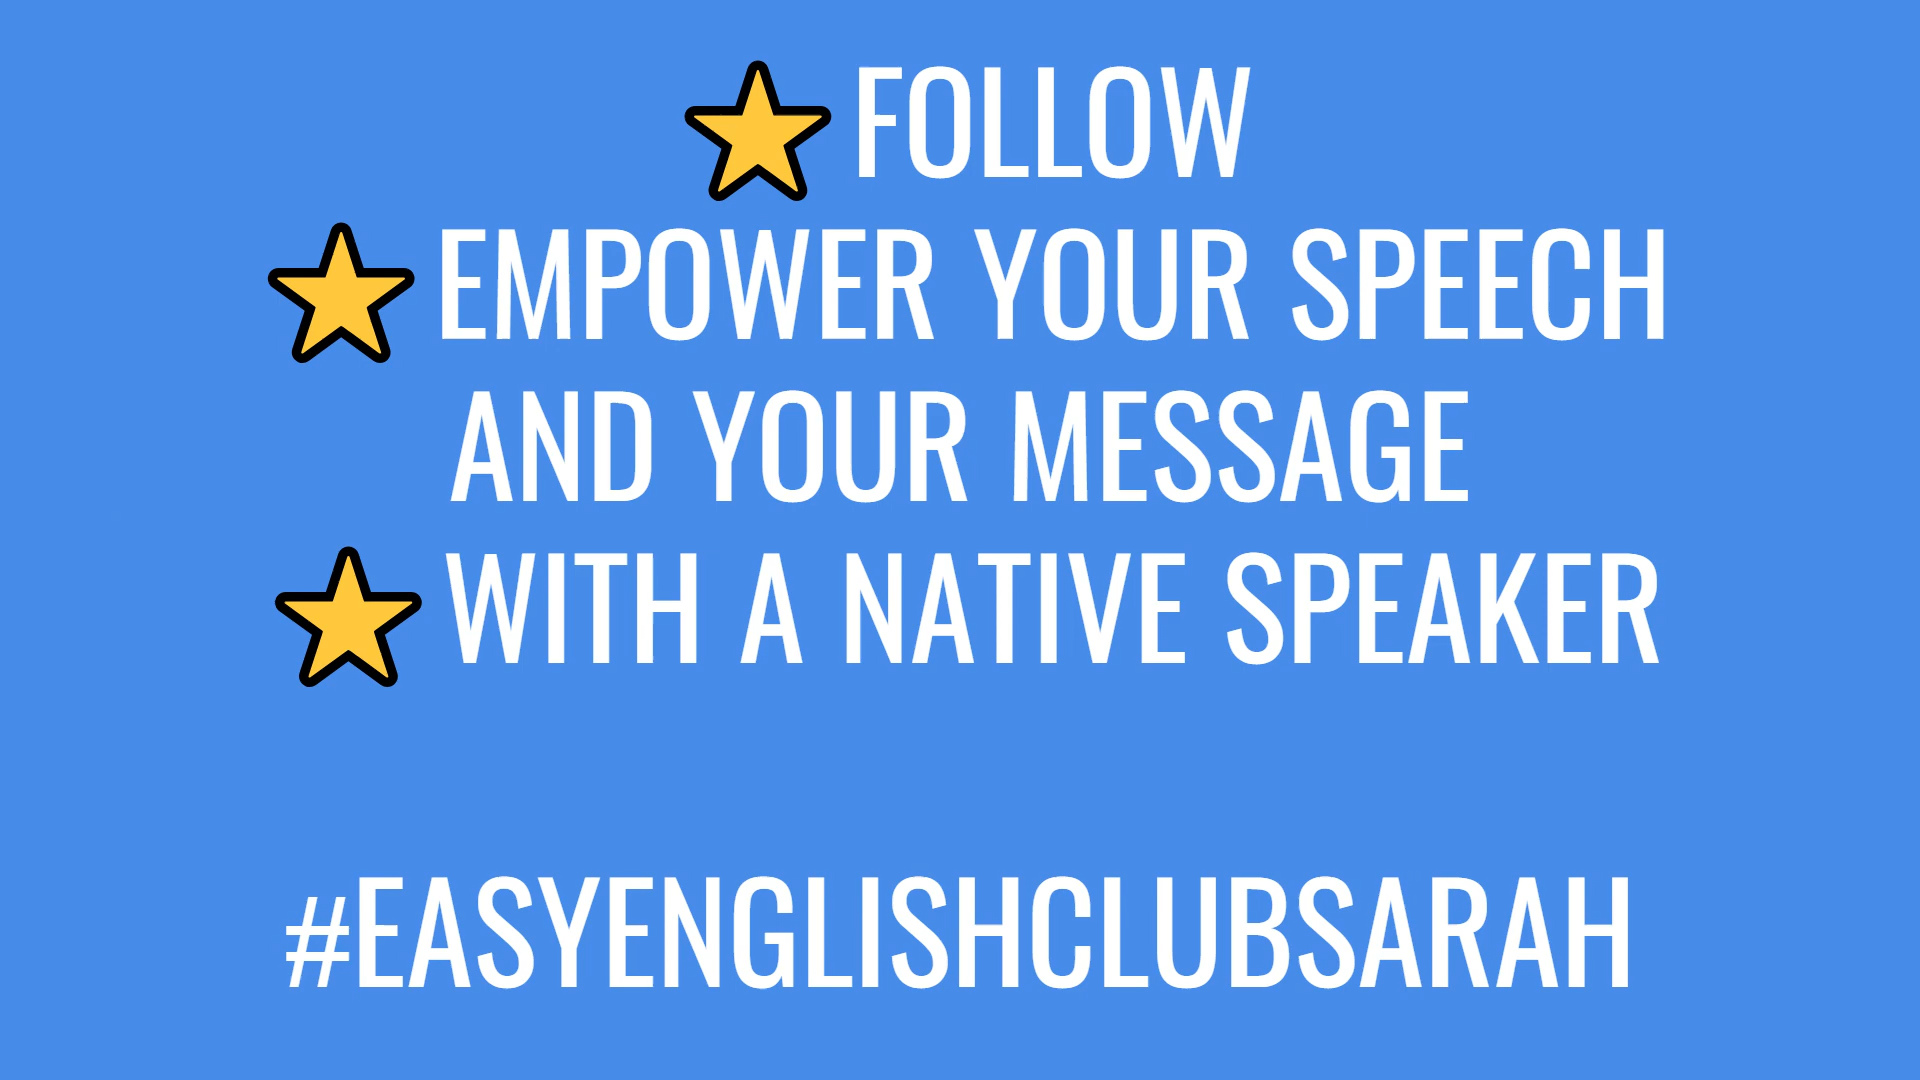 ⭐ FOLLOW
⭐ EMPOWER YOUR SPEECH
AND YOUR MESSAGE
⭐ WITH A NATIVE SPEAKER
#EASYENGLISHCLUBSARAH